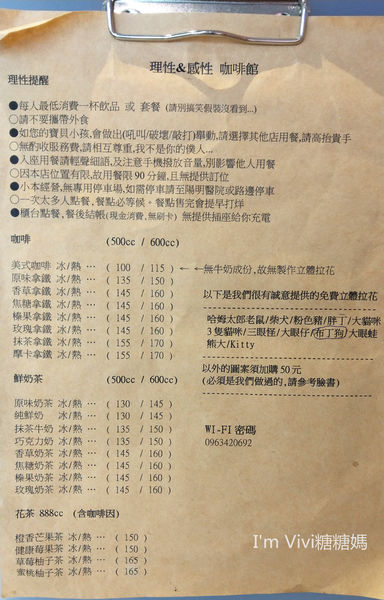 理性&感性 咖啡館
理性提醒
●每人最低消費一杯飲品 或 套餐 (請別搞笑假裝沒看到...)
○請不要攜帶外食
●如您的寶貝小孩,會做出(吼叫/破壞/敲打)舉動,請選擇其他店用餐,請高抬貴手
○無酌收服務費,請相互尊重,我不是你的僕人...
●入座用餐請輕聲細語,及注意手機撥放音量,別影響他人用餐
○因本店位置有限,故用餐限 90 分鐘,且無提供訂位
●小本經營,無專用停車場,如需停車請至陽明醫院或路邊停車
○一次太多人點餐,餐點必等候。餐點售完會提早打烊
●櫃台點餐,餐後結帳(現金消費,無刷卡) 無提供插座給你充電
咖啡 (500cc / 600cc)
美式咖啡 冰/熱 … ( 100 / 115 ) ←←無牛奶成份,故無製作立體拉花
原味拿鐵 冰/熱 … ( 135 / 150 )
香草拿鐵 冰/熱 … ( 145 / 160 )
焦糖拿鐵 冰/熱 … ( 145 / 160 )
榛果拿鐵 冰/熱 … ( 145 / 160 )
玫瑰拿鐵 冰/熱 … ( 145 / 160 )
抹茶拿鐵 冰/熱 … ( 155 / 170 )
摩卡拿鐵 冰/熱 … ( 155 / 170 )
以下是我們很有誠意提供的免費立體拉花
哈姆太郎老鼠/柴犬/粉色豬/胖丁/大貓咪
3 隻貓咪/三眼怪/大眼仔/布丁狗/大眼蛙
熊大/Kitty
以外的圖案須加購 50 元
(必須是我們做過的,請參考臉書)
鮮奶茶 (500cc / 600cc)
原味奶茶 冰/熱 … ( 130 / 145 )
純鮮奶 冰/熱 … ( 130 / 145 )
抹茶牛奶 冰/熱 … ( 135 / 150 )
巧克力奶 冰/熱 … ( 135 / 150 )
香草奶茶 冰/熱 … ( 145 / 160 )
焦糖奶茶 冰/熱 … ( 145 / 160 )
榛果奶茶 冰/熱 … ( 145 / 160 )
玫瑰奶茶 冰/熱 … ( 145 / 160 )
WI-FI 密碼
0963420692
花茶 888cc (含咖啡因)
橙香芒果茶 冰/熱 … ( 150 )
健康莓果茶 冰/熱 … ( 150 )
草莓柚子茶 冰/熱 … ( 165 )
蜜桃柚子茶 冰/熱 … ( 165 )
I'm Vivi糖糖媽